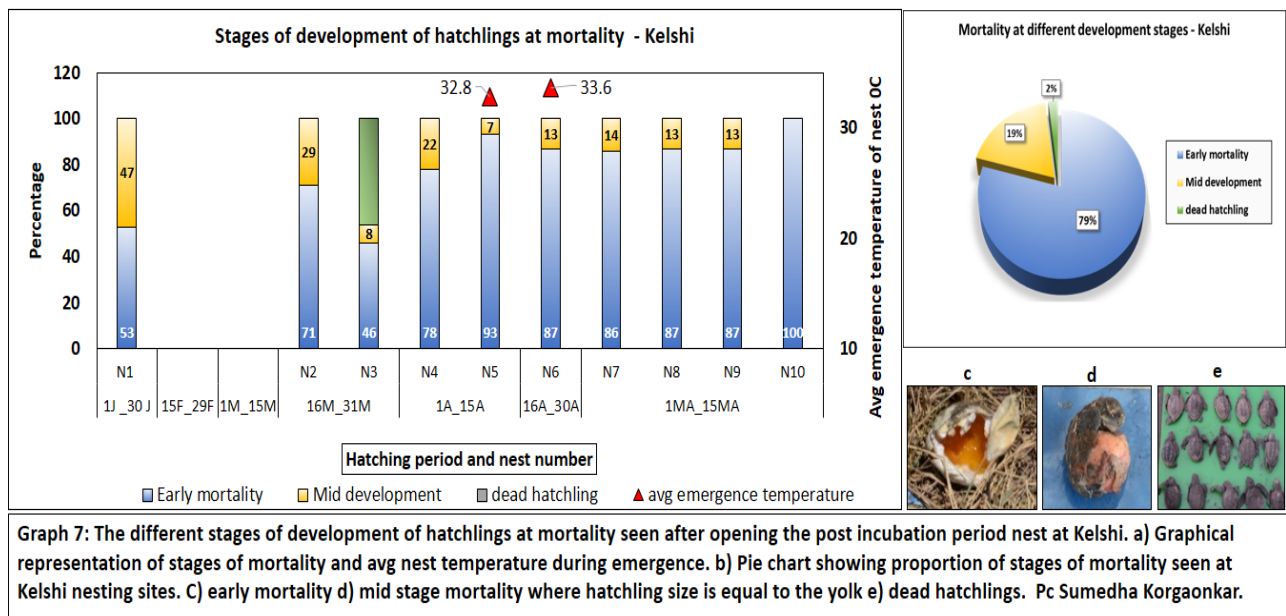 Stages of development of hatchlings at mortality - Kelshi
120
100
80
60
40
20
0
Percentage
32.8
33.6
47
29
8
22
7
13
14
13
13
53
71
46
78
93
87
86
87
87
100
30
20
10
Avg emergence temperature of nest 0C
N1 N2 N3 N4 N5 N6 N7 N8 N9 N10
1J _30 J 15F_29F 1M_15M 16M_31M 1A_15A 16A_30A 1MA_15MA
Hatching period and nest number
Early mortality Mid development dead hatchling avg emergence temperature
Mortality at different development stages - Kelshi
2%
19%
79%
Early mortality
Mid development
dead hatchling
c d e
Graph 7: The different stages of development of hatchlings at mortality seen after opening the post incubation period nest at Kelshi. a) Graphical
representation of stages of mortality and avg nest temperature during emergence. b) Pie chart showing proportion of stages of mortality seen at
Kelshi nesting sites. C) early mortality d) mid stage mortality where hatchling size is equal to the yolk e) dead hatchlings. Pc Sumedha Korgaonkar.